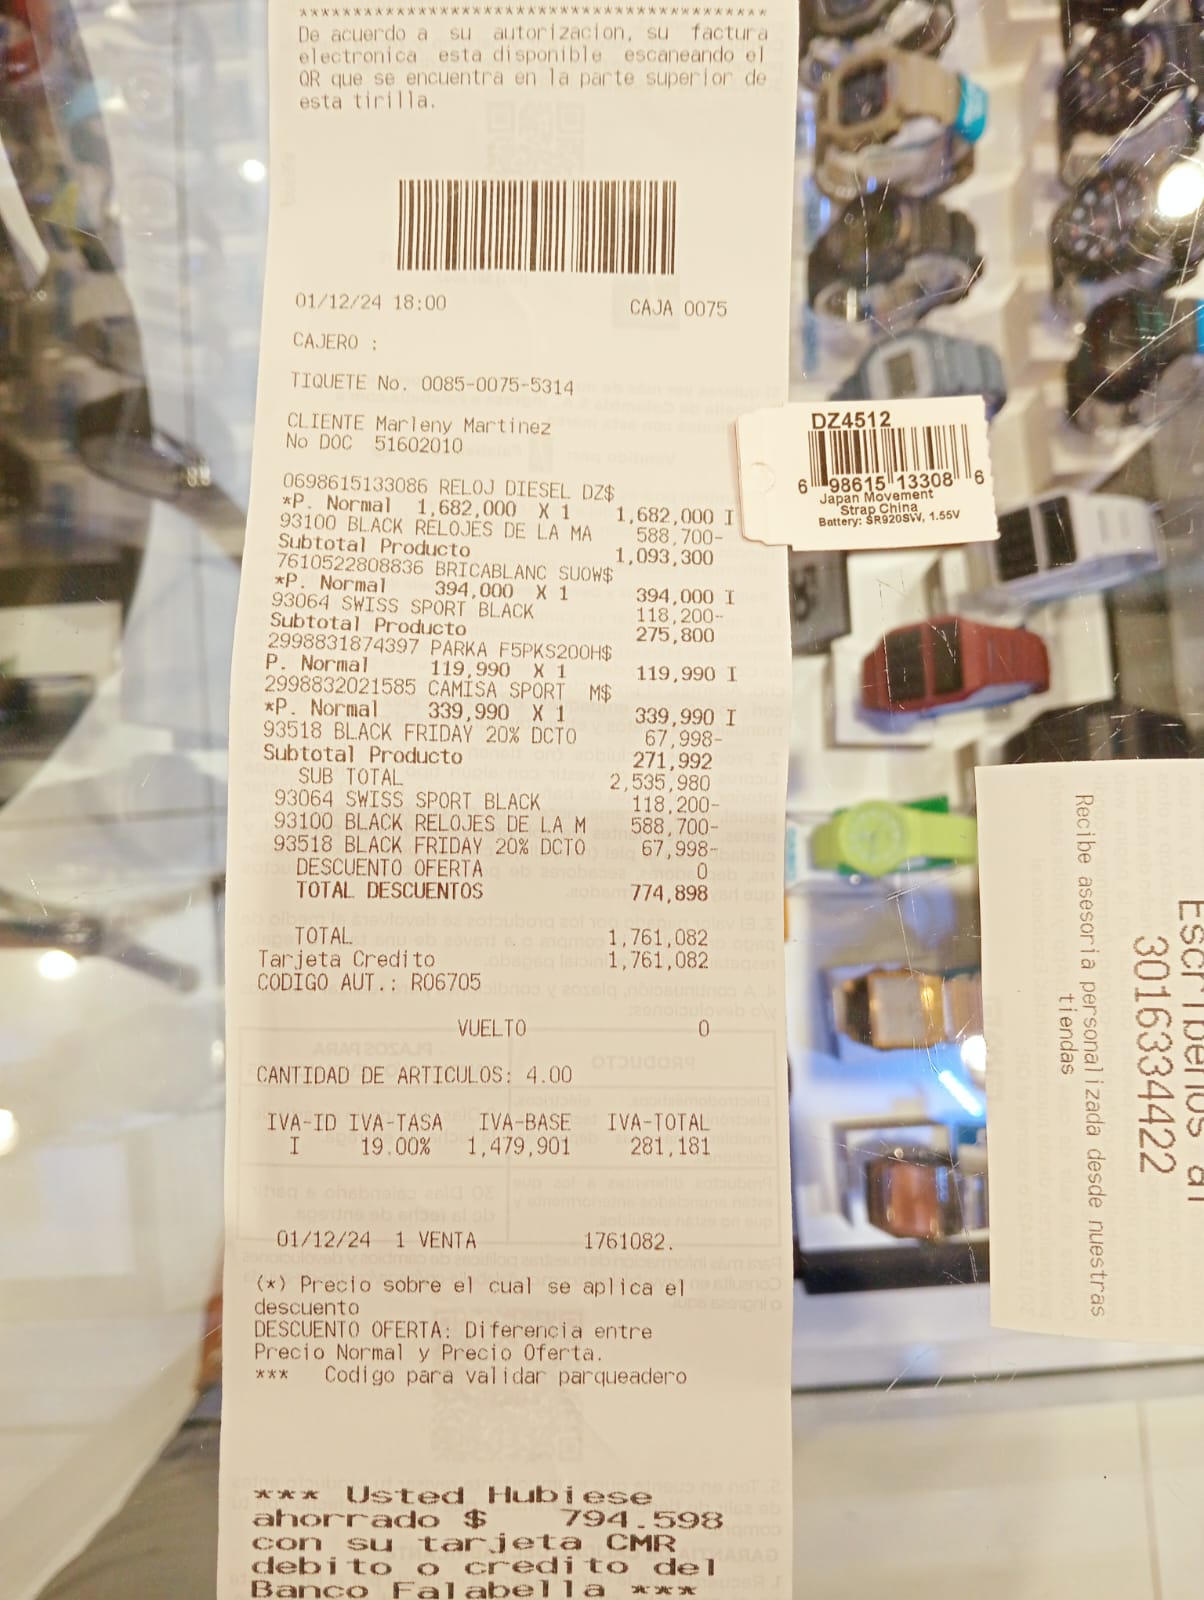 ******************************************
De acuerdo a su autorizacion, su factura
electronica esta disponible escaneando el
QR que se encuentra en la parte superior de
esta tirilla.
01/12/24 18:00 CAJA 0075
CAJERO :
TIQUETE No. 0085-0075-5314
CLIENTE Marleny Martinez
No DOC 51602010
0698615133086 RELOJ DIESEL DZ$
*P. Normal 1,682,000 X 1 1,682,000 I
93100 BLACK RELOJES DE LA MA 588,700-
Subtotal Producto 1,093,300
7610522808836 BRICABLANC SUOW$
*P. Normal 394,000 X 1 394,000 I
93064 SWISS SPORT BLACK 118,200-
Subtotal Producto 275,800
2998831874397 PARKA F5PKS200H$
P. Normal 119,990 X 1 119,990 I
2998832021585 CAMISA SPORT M$
*P. Normal 339,990 X 1 339,990 I
93518 BLACK FRIDAY 20% DCTO 67,998-
Subtotal Producto 271,992
SUB TOTAL 2,535,980
93064 SWISS SPORT BLACK 118,200-
93100 BLACK RELOJES DE LA M 588,700-
93518 BLACK FRIDAY 20% DCTO 67,998-
DESCUENTO OFERTA 0
TOTAL DESCUENTOS 774,898
TOTAL 1,761,082
Tarjeta Credito 1,761,082
CODIGO AUT.: R06705
VUELTO 0
CANTIDAD DE ARTICULOS: 4.00
IVA-ID IVA-TASA IVA-BASE IVA-TOTAL
I 19.00% 1,479,901 281,181
01/12/24 1 VENTA 1761082.
(*) Precio sobre el cual se aplica el
descuento
DESCUENTO OFERTA: Diferencia entre
Precio Normal y Precio Oferta.
*** Codigo para validar parqueadero
*** Usted Hubiese
ahorrado $ 794.598
con su tarjeta CMR
debito o credito del
Banco Falabella ***
DZ4512
6 98615 13308 6
Japan Movement
Strap China
Battery: SR920SW, 1.55V
Escribenos al
3016334422
Recibe asesoria personalizada desde nuestras
tiendas